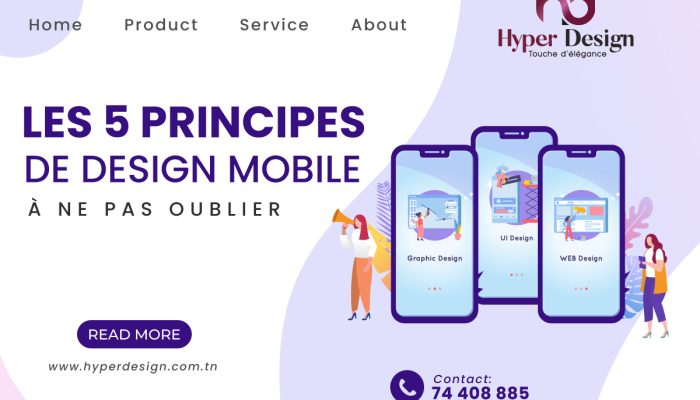 Home Product Service About
Hyper Design
Touche d'élégance
LES 5 PRINCIPES
DE DESIGN MOBILE
À NE PAS OUBLIER
Graphic Design
UI Design
WEB Design
READ MORE
www.hyperdesign.com.tn
Contact:
74 408 885